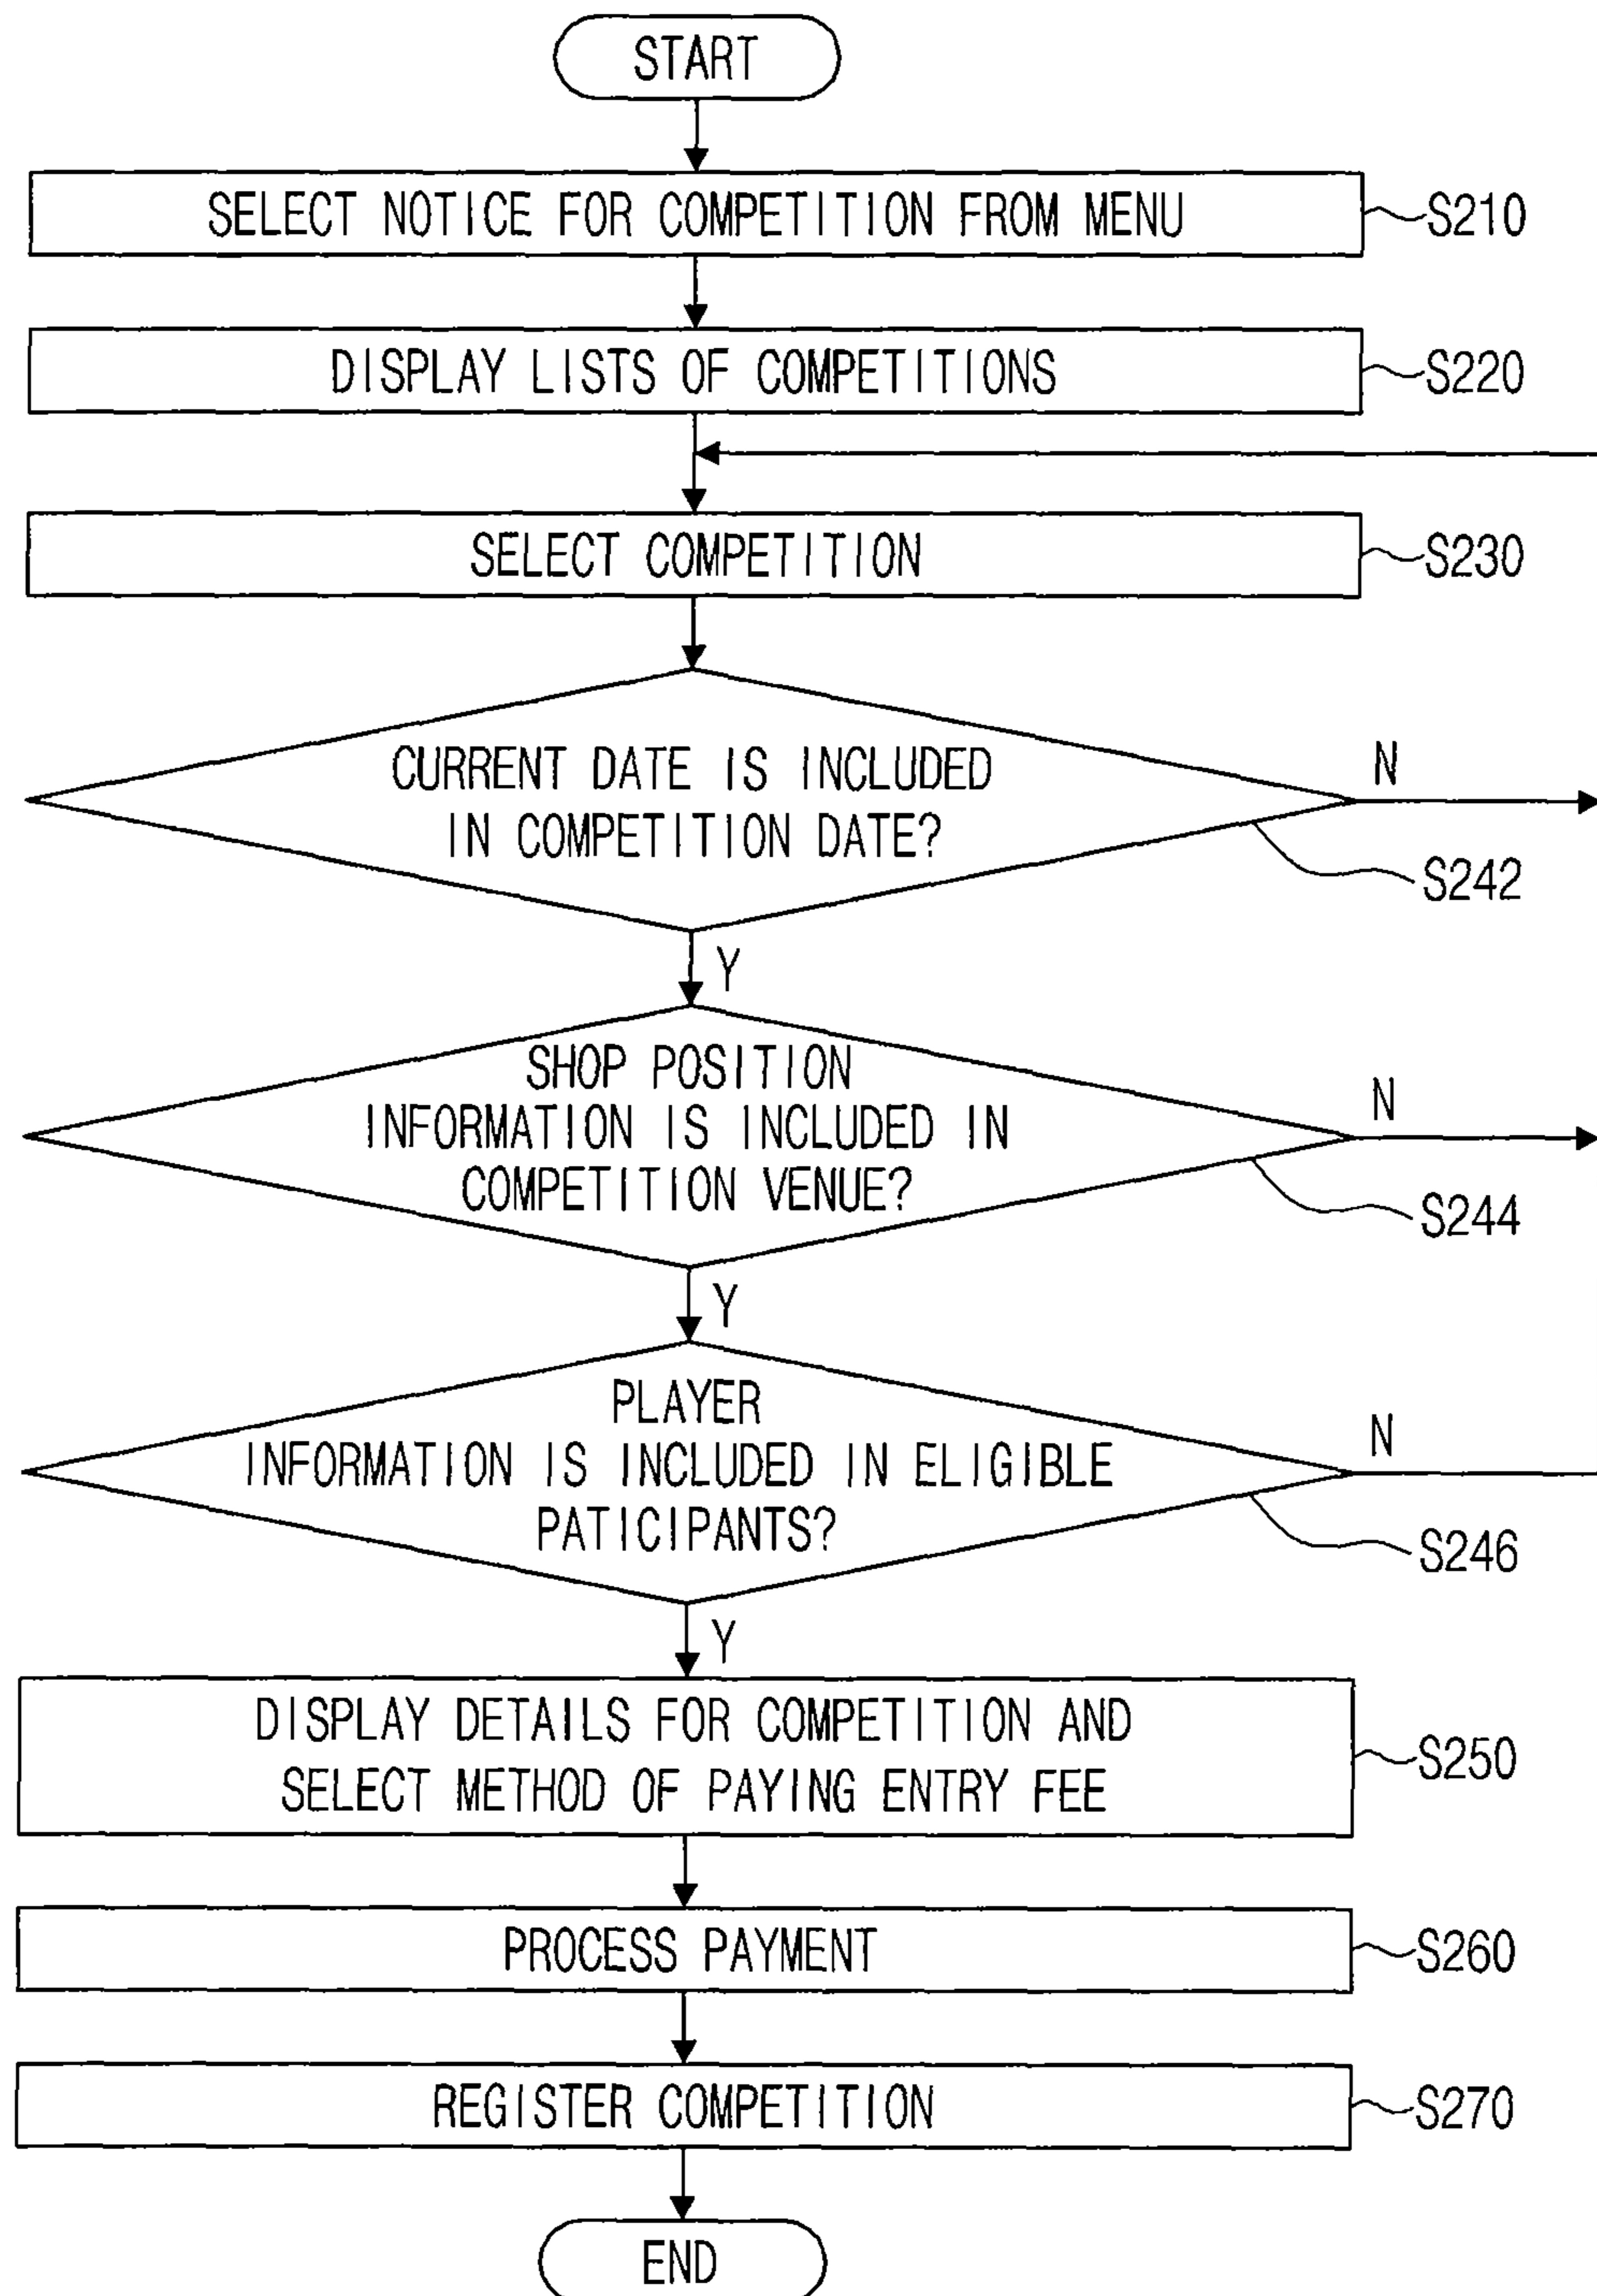 START
SELECT NOTICE FOR COMPETITION FROM MENU
S210
DISPLAY LISTS OF COMPETITIONS
S220
SELECT COMPETITION
S230
CURRENT DATE IS INCLUDED
IN COMPETITION DATE?
N
S242
Y
SHOP POSITION
INFORMATION IS INCLUDED IN
COMPETITION VENUE?
N
S244
Y
PLAYER
INFORMATION IS INCLUDED IN ELIGIBLE
PATICIPANTS?
N
S246
Y
DISPLAY DETAILS FOR COMPETITION AND
SELECT METHOD OF PAYING ENTRY FEE
S250
PROCESS PAYMENT
S260
REGISTER COMPETITION
S270
END